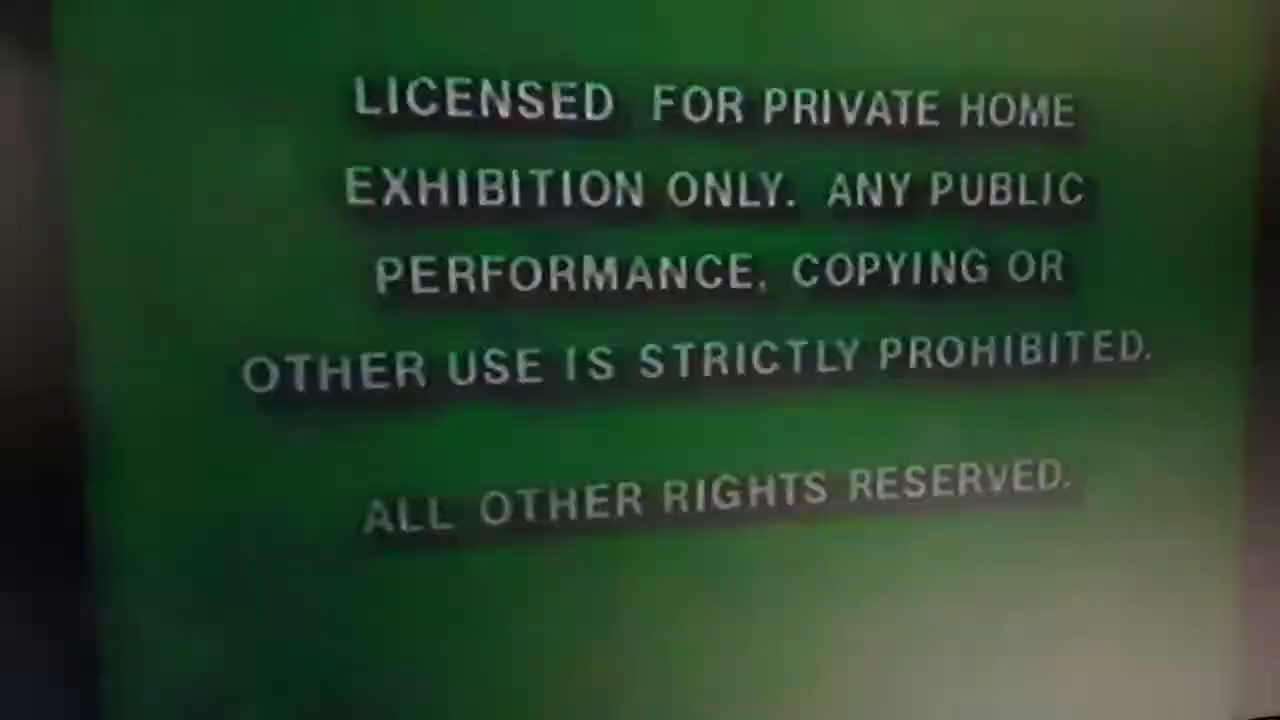 LICENSED FOR PRIVATE HOME
EXHIBITION ONLY. ANY PUBLIC
PERFORMANCE, COPYING OR
OTHER USE IS STRICTLY PROHIBITED.
ALL OTHER RIGHTS RESERVED.